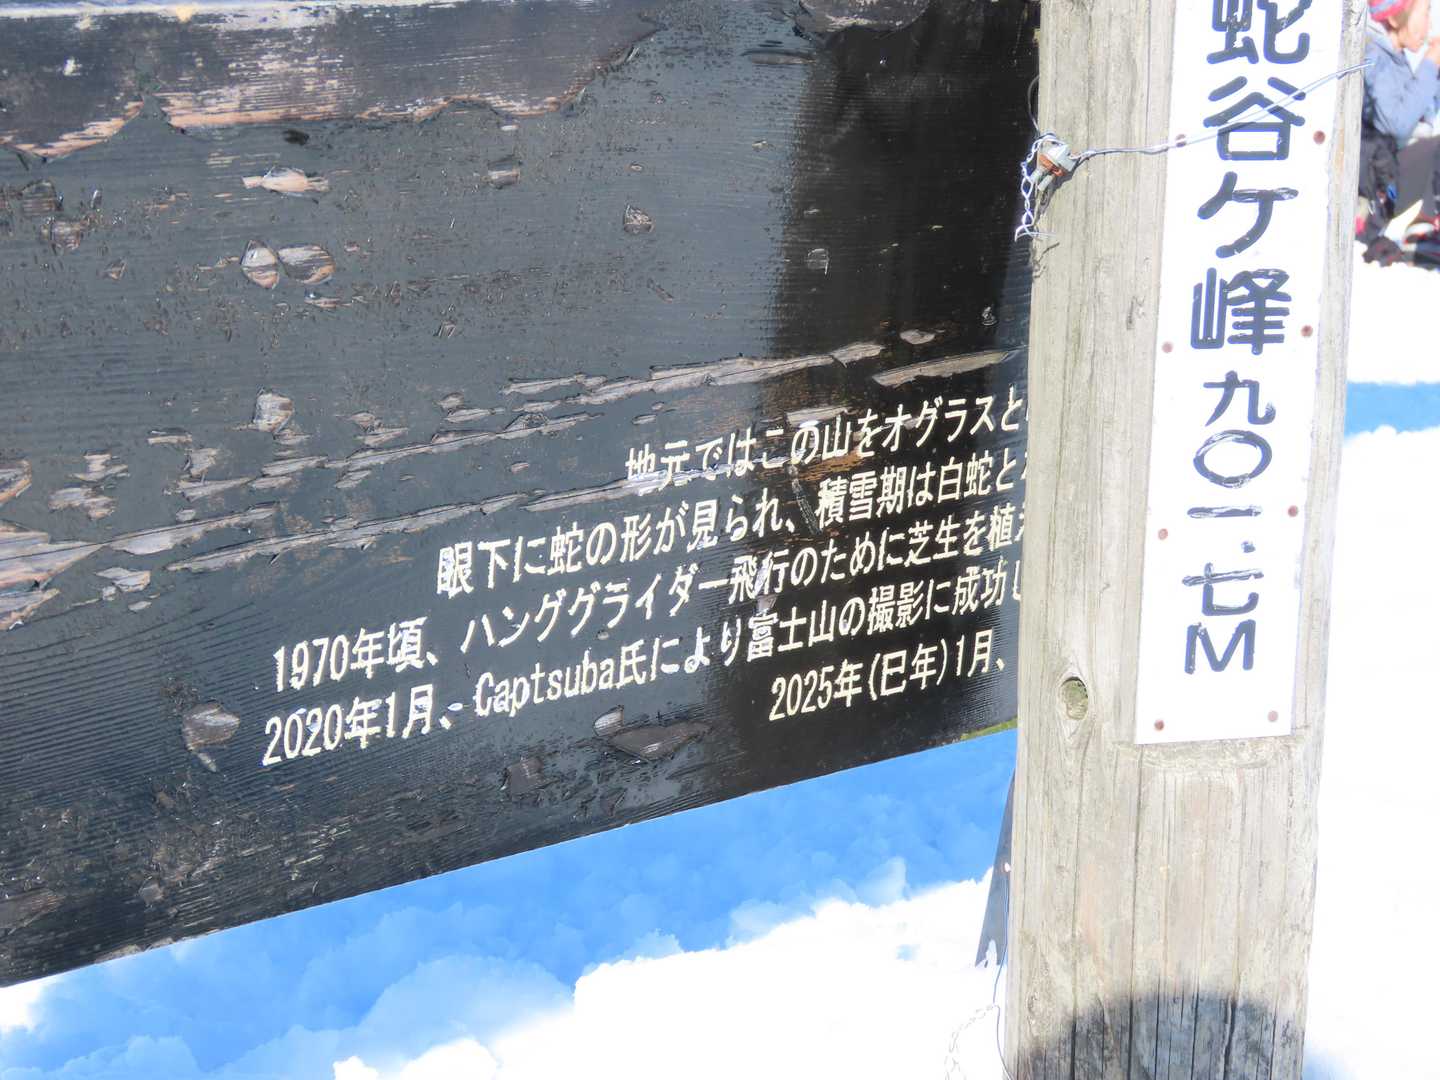 地元ではこの山をオグラスと
眼下に蛇の形が見られ、積雪期は白蛇と
1970年頃、ハンググライダー飛行のために芝生を植
2020年1月、Captsuba氏により富士山の撮影に成功し
2025年(巳年)1月、
蛇谷ケ峰九〇一.七M